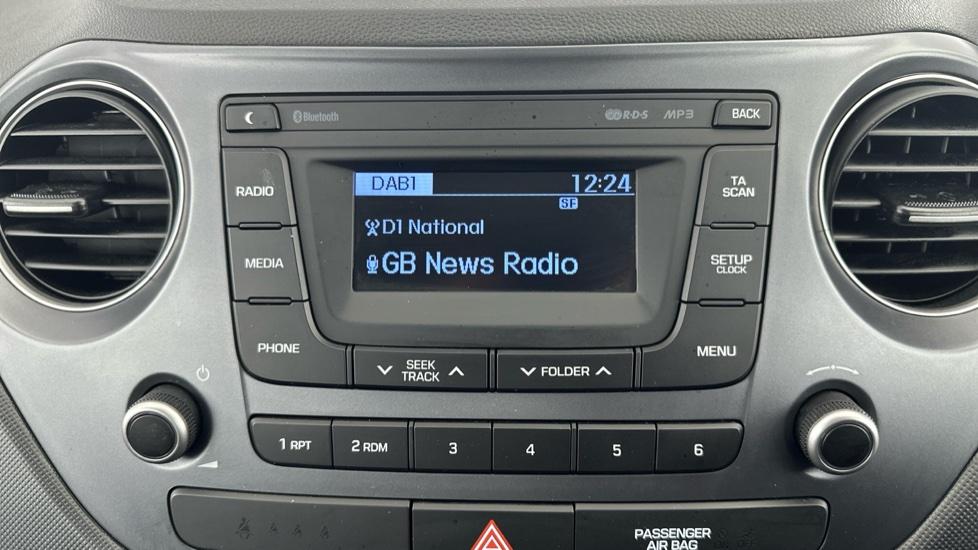 Bluetooth R·D·S MP3 BACK
RADIO
MEDIA
PHONE
DAB1 12:24
SF
D1 National
GB News Radio
TA
SCAN
SETUP
CLOCK
MENU
SEEK
TRACK
FOLDER
1 RPT 2 RDM 3 4 5 6
PASSENGER
AIR BAG